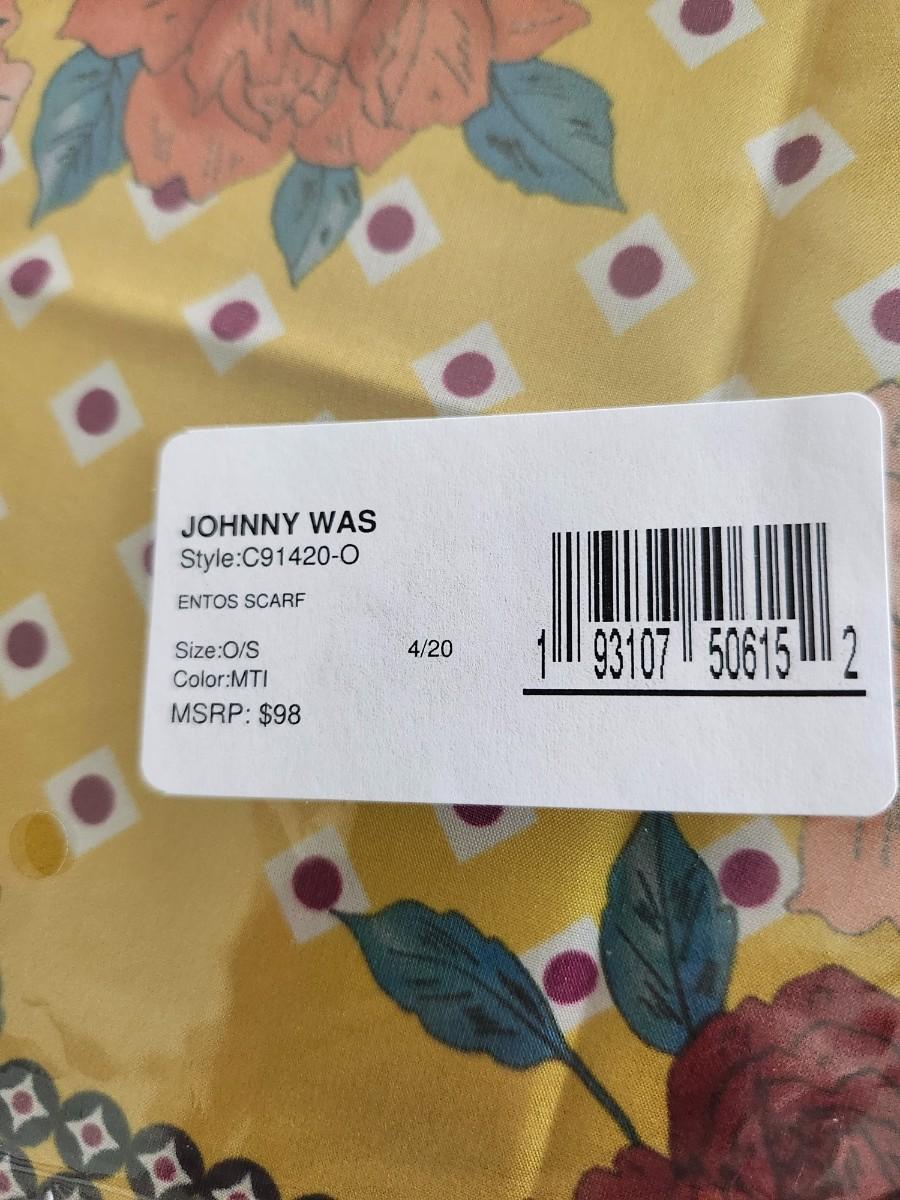 JOHNNY WAS
Style:C91420-O
ENTOS SCARF
Size:O/S 4/20
Color:MTI
MSRP: $98
1 93107 50615 2